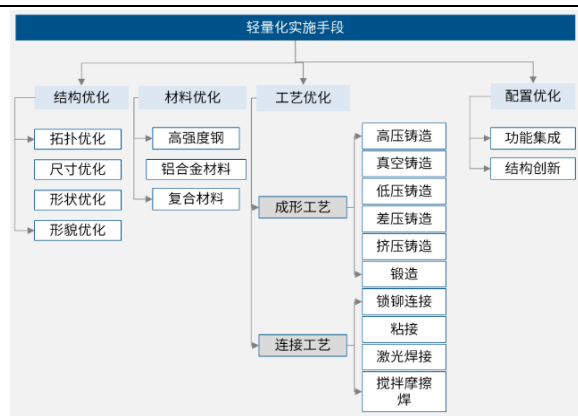 轻量化实施手段
结构优化
材料优化
工艺优化
配置优化
拓扑优化
尺寸优化
形状优化
形貌优化
高强度钢
铝合金材料
复合材料
成形工艺
高压铸造
真空铸造
低压铸造
差压铸造
挤压铸造
锻造
连接工艺
锁铆连接
粘接
激光焊接
搅拌摩擦
焊
功能集成
结构创新